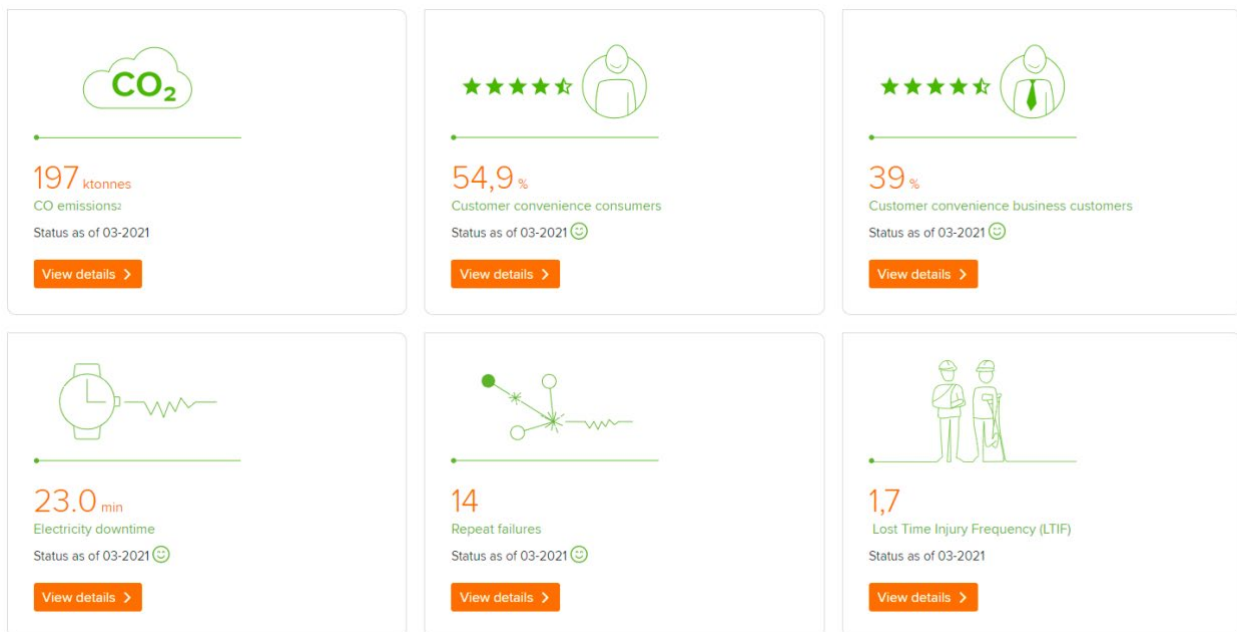 CO₂
197 ktonnes
CO emissions2
Status as of 03-2021
View details >
54,9 %
Customer convenience consumers
Status as of 03-2021
View details >
39 %
Customer convenience business customers
Status as of 03-2021
View details >
23.0 min
Electricity downtime
Status as of 03-2021
View details >
14
Repeat failures
Status as of 03-2021
View details >
1,7
Lost Time Injury Frequency (LTIF)
Status as of 03-2021
View details >